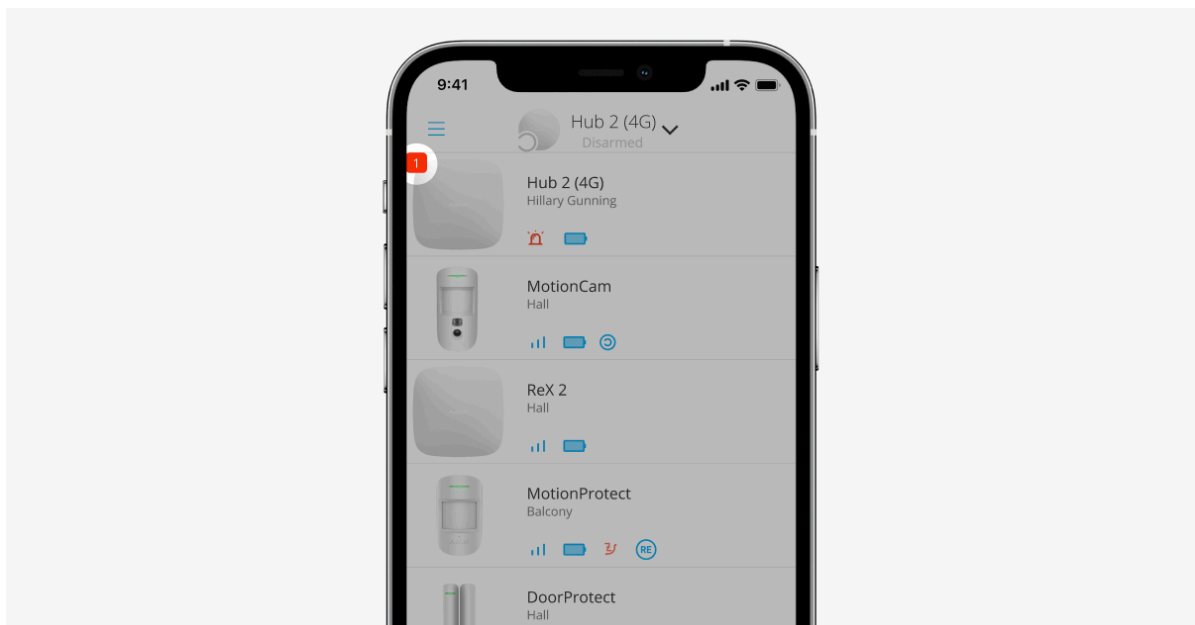 9:41
Hub 2 (4G)
Disarmed
1
Hub 2 (4G)
Hillary Gunning
MotionCam
Hall
ReX 2
Hall
MotionProtect
Balcony
RE
DoorProtect
Hall